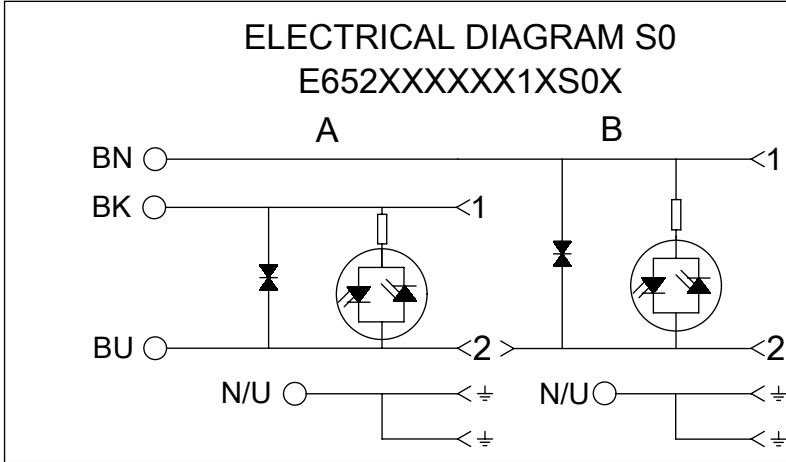 ELECTRICAL DIAGRAM S0
E652XXXXXX1XS0X
A B
BN 1
BK 1
BU 2 2
N/U N/U